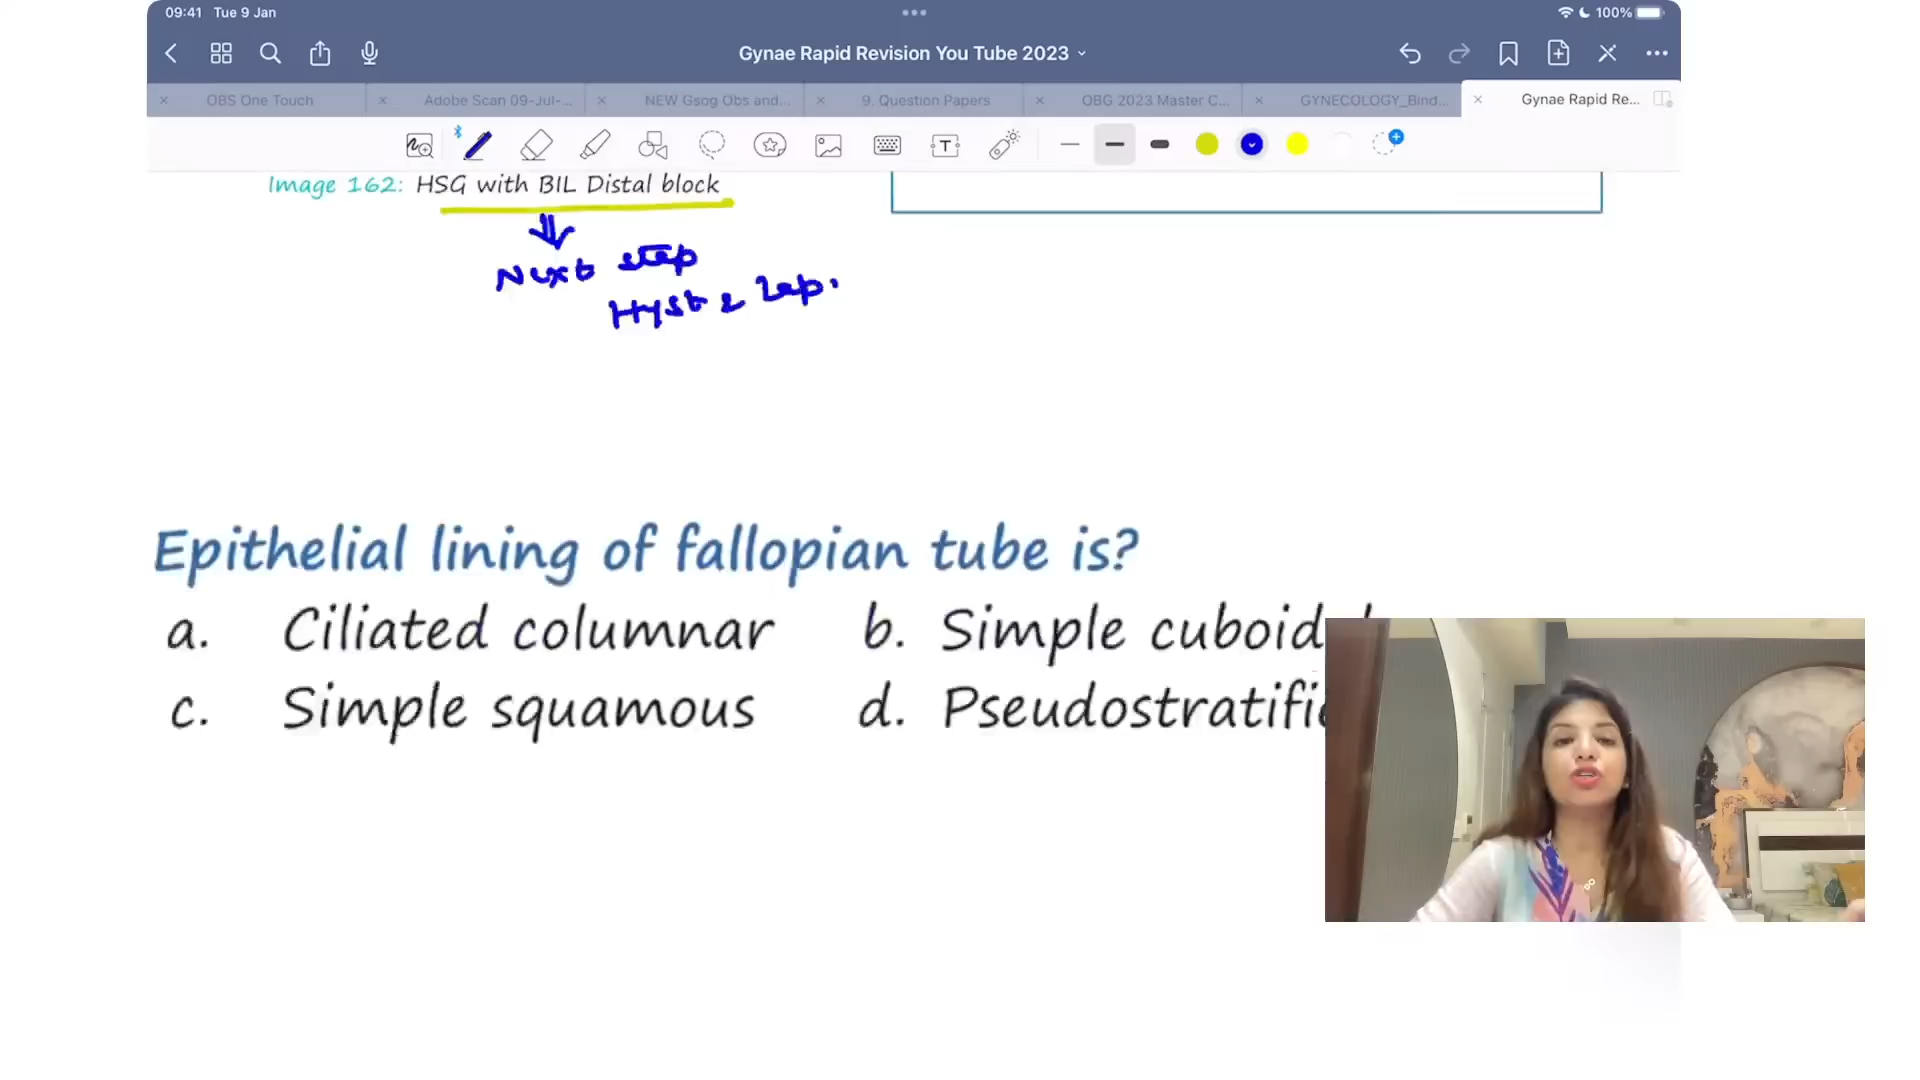 09:41 Tue 9 Jan
100%
Gynae Rapid Revision You Tube 2023
OBS One Touch
Adobe Scan 09-Jul-...
NEW Gsog Obs and...
9. Question Papers
OBG 2023 Master C...
GYNECOLOGY_Bind...
Gynae Rapid Re...
T
Image 162: HSG with BIL Distal block
Next step
Hyst & Lap.
Epithelial lining of fallopian tube is?
a. Ciliated columnar b. Simple
c. Simple squamous d.